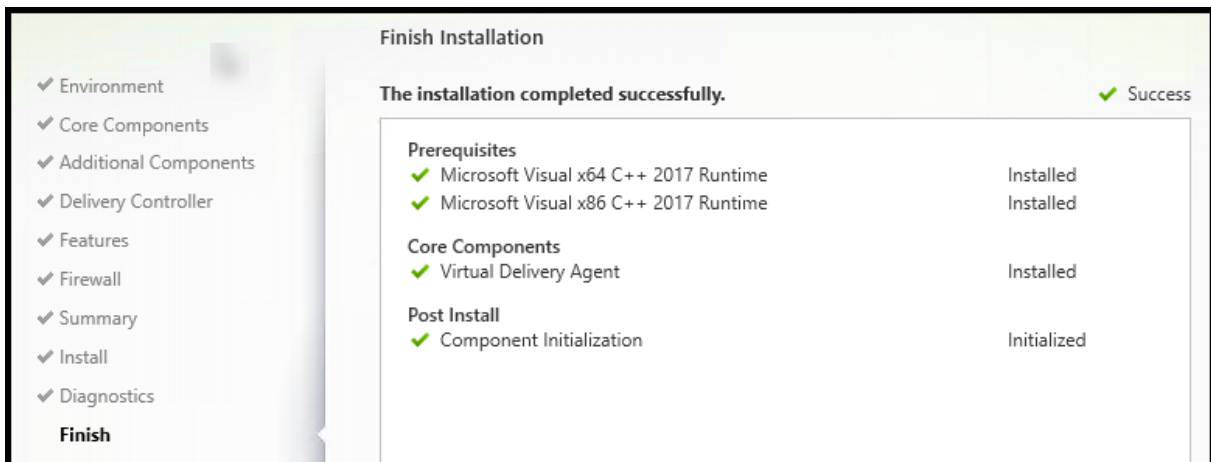 Environment
Core Components
Additional Components
Delivery Controller
Features
Firewall
Summary
Install
Diagnostics
Finish
Finish Installation
The installation completed successfully.
Success
Prerequisites
Microsoft Visual x64 C++ 2017 Runtime Installed
Microsoft Visual x86 C++ 2017 Runtime Installed
Core Components
Virtual Delivery Agent Installed
Post Install
Component Initialization Initialized